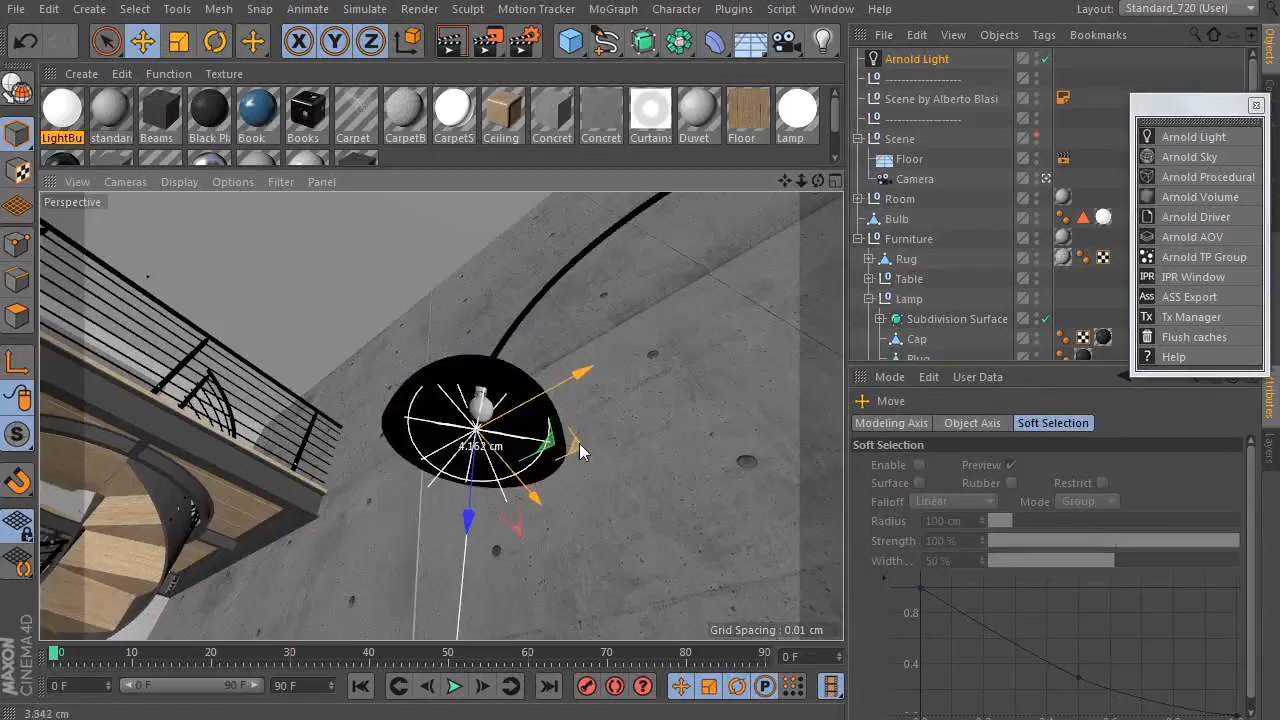 File Edit Create Select Tools Mesh Snap Animate Simulate Render Sculpt Motion Tracker MoGraph Character Plugins Script Window Help Layout: Standard_720 (User)
File Edit View Objects Tags Bookmarks
Create Edit Function Texture
LightBu standard Beams Black Pl Book Books Carpet CarpetB CarpetS Ceiling Concret Concret Curtains Duvet Floor Lamp
View Cameras Display Options Filter Panel
Perspective
4.162 cm
Grid Spacing : 0.01 cm
Arnold Light
--------------------
Scene by Alberto Blasi
--------------------
Scene
Floor
Camera
Room
Bulb
Furniture
Rug
Table
Lamp
Subdivision Surface
Cap
Plug
Arnold Light
Arnold Sky
Arnold Procedural
Arnold Volume
Arnold Driver
Arnold AOV
Arnold TP Group
IPR IPR Window
Ass ASS Export
Tx Tx Manager
Flush caches
? Help
Objects
Attributes
Layers
Mode Edit User Data
Move
Modeling Axis Object Axis Soft Selection
Soft Selection
Enable Preview
Surface Rubber Restrict
Falloff Linear Mode Group
Radius 100 cm
Strength 100 %
Width . . 50 %
0.8
0.4
0 10 20 30 40 50 60 70 80 90 0 F
0 F 0 F 90 F 90 F
3.842 cm
MAXON
CINEMA 4D